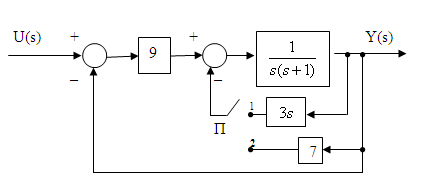 U(s) + 9 + 1 Y(s)
s(s+1)
– –
1 3s
П
2 7